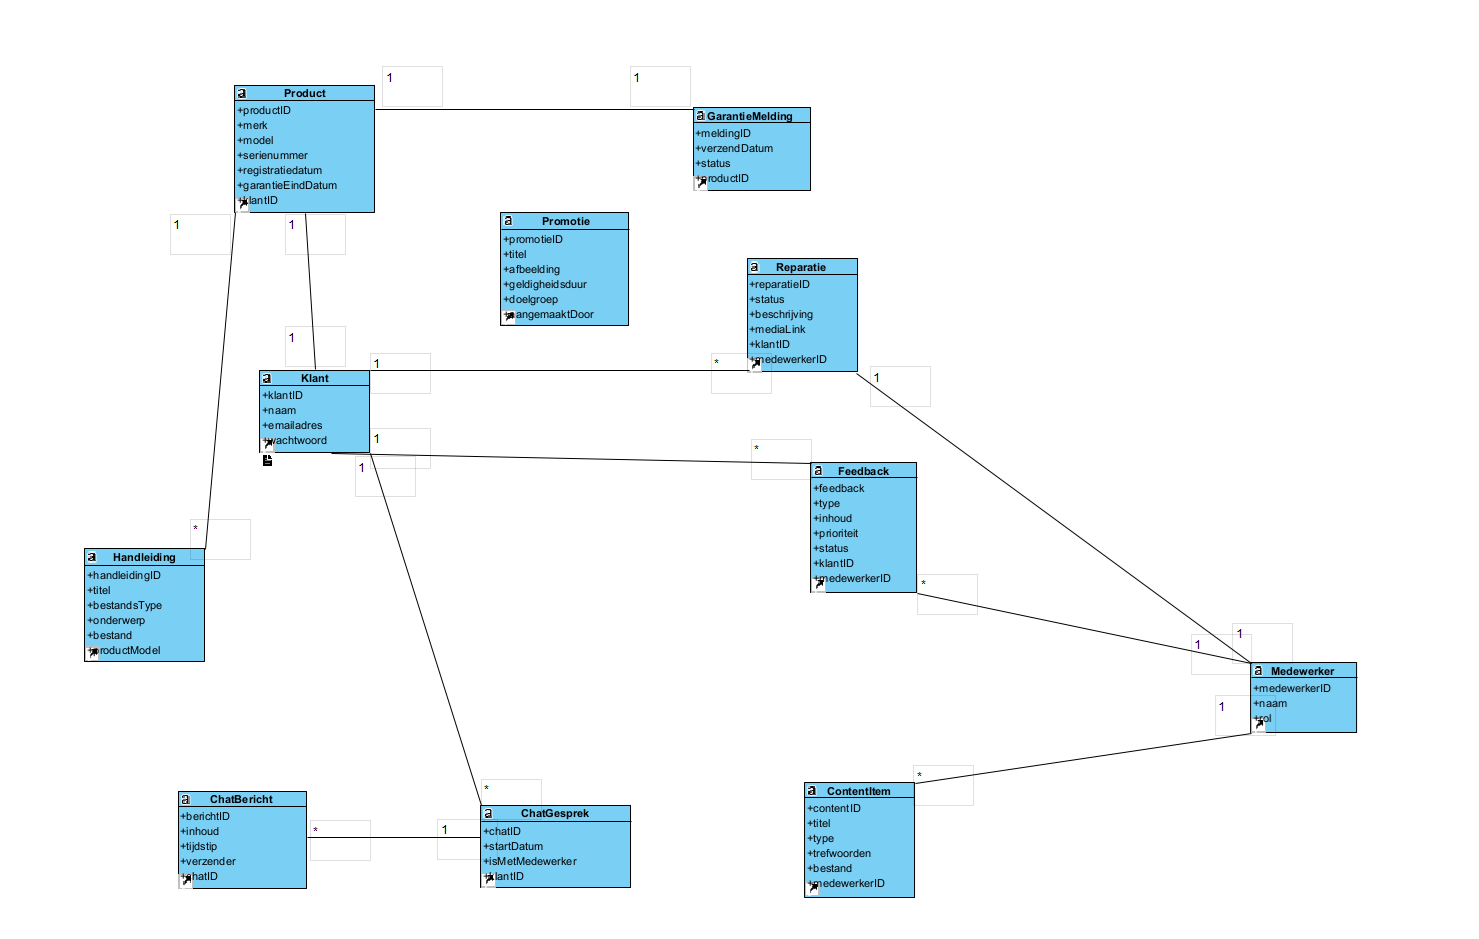 1
1
Product
+productID
+merk
+model
+serienummer
+registratiedatum
+garantieEindDatum
+klantID
GarantieMelding
+meldingID
+verzendDatum
+status
+productID
1
1
Promotie
+promotieID
+titel
+afbeelding
+geldigheidsduur
+doelgroep
+aangemaaktDoor
Reparatie
+reparatieID
+status
+beschrijving
+mediaLink
+klantID
+medewerkerID
1
1
*
1
Klant
+klantID
+naam
+emailadres
+wachtwoord
1
1
*
Feedback
+feedback
+type
+inhoud
+prioriteit
+status
+klantID
+medewerkerID
*
*
Handleiding
+handleidingID
+titel
+bestandsType
+onderwerp
+bestand
+productModel
1
1
Medewerker
+medewerkerID
+naam
+rol
1
*
ContentItem
+contentID
+titel
+type
+trefwoorden
+bestand
+medewerkerID
ChatBericht
+berichtID
+inhoud
+tijdstip
+verzender
+chatID
*
1
*
ChatGesprek
+chatID
+startDatum
+isMetMedewerker
+klantID